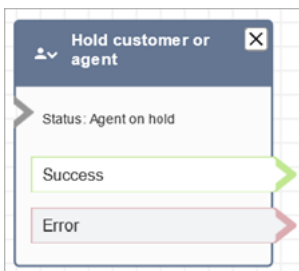 Hold customer or
agent
Status: Agent on hold
Success
Error